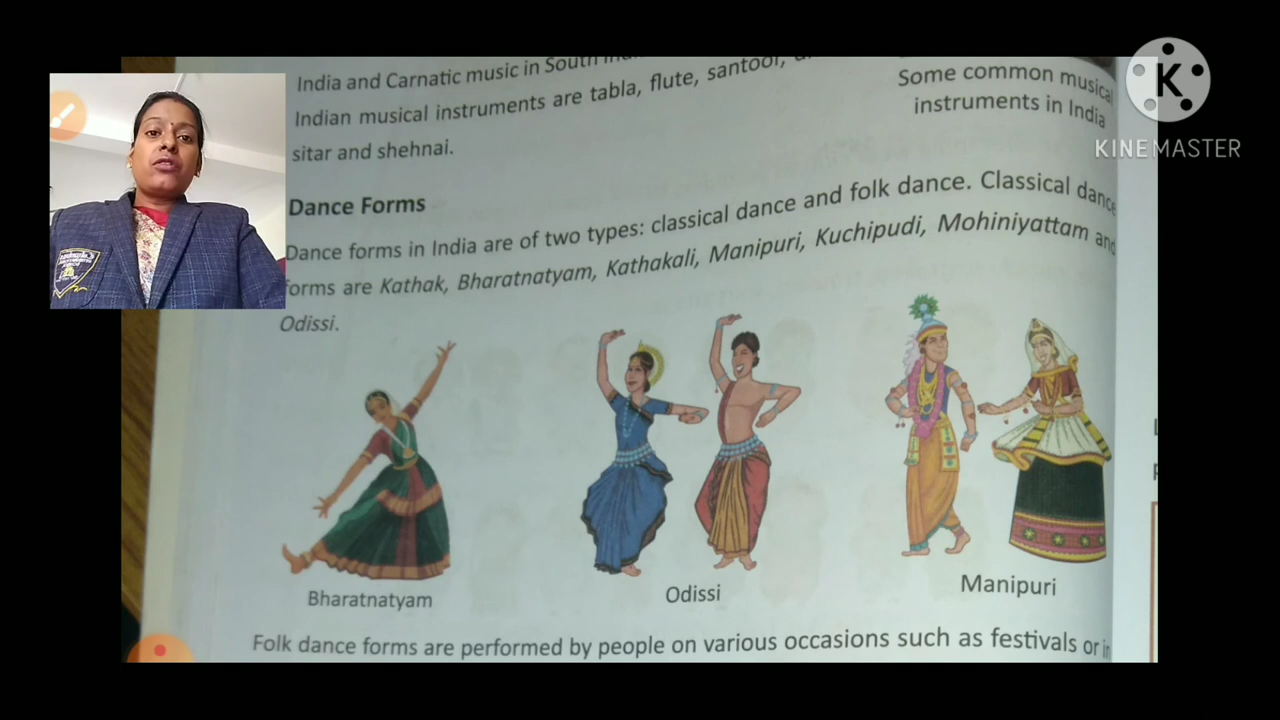 India and Carnatic music in South
Indian musical instruments are tabla, flute, santoor,
sitar and shehnai.
Some common musical
instruments in India
K
KINEMASTER
Dance Forms
Dance forms in India are of two types: classical dance and folk dance. Classical dance
forms are Kathak, Bharatnatyam, Kathakali, Manipuri, Kuchipudi, Mohiniyattam and
Odissi.
Bharatnatyam
Odissi
Manipuri
Folk dance forms are performed by people on various occasions such as festivals or